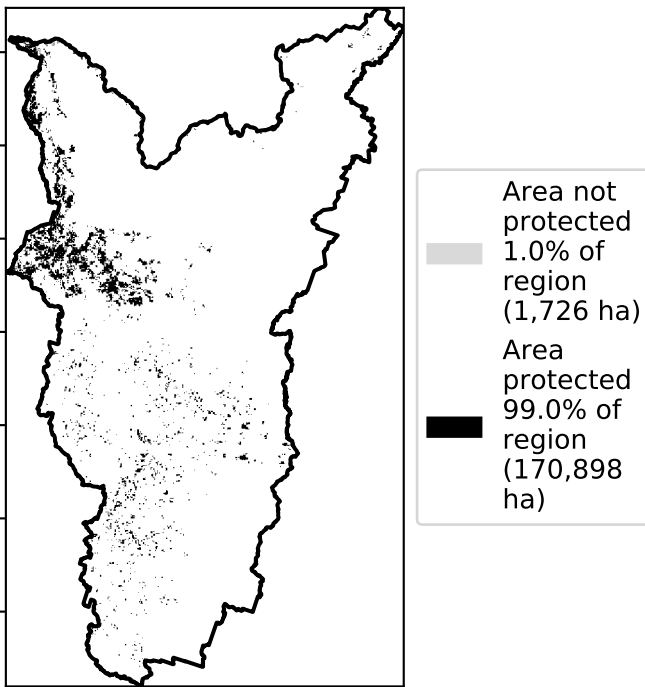 Area not
protected
1.0% of
region
(1,726 ha)
Area
protected
99.0% of
region
(170,898
ha)